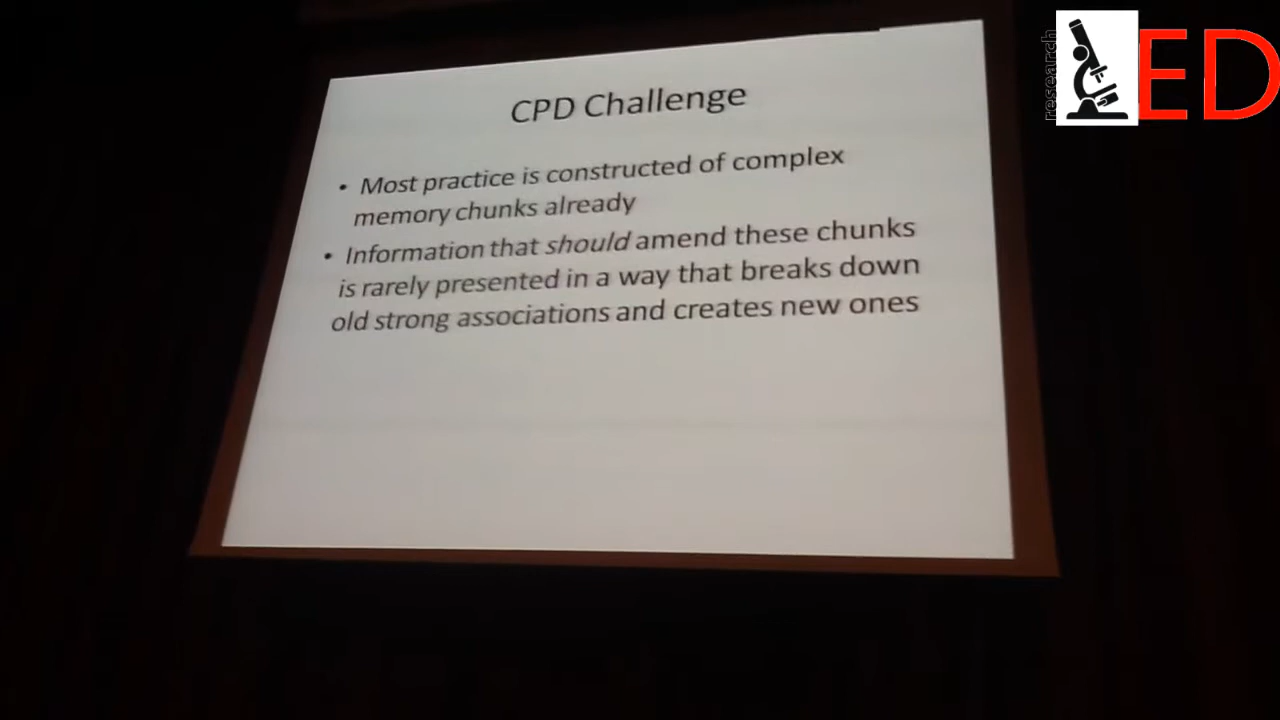 CPD Challenge
• Most practice is constructed of complex
memory chunks already
• Information that should amend these chunks
is rarely presented in a way that breaks down
old strong associations and creates new ones
research
ED